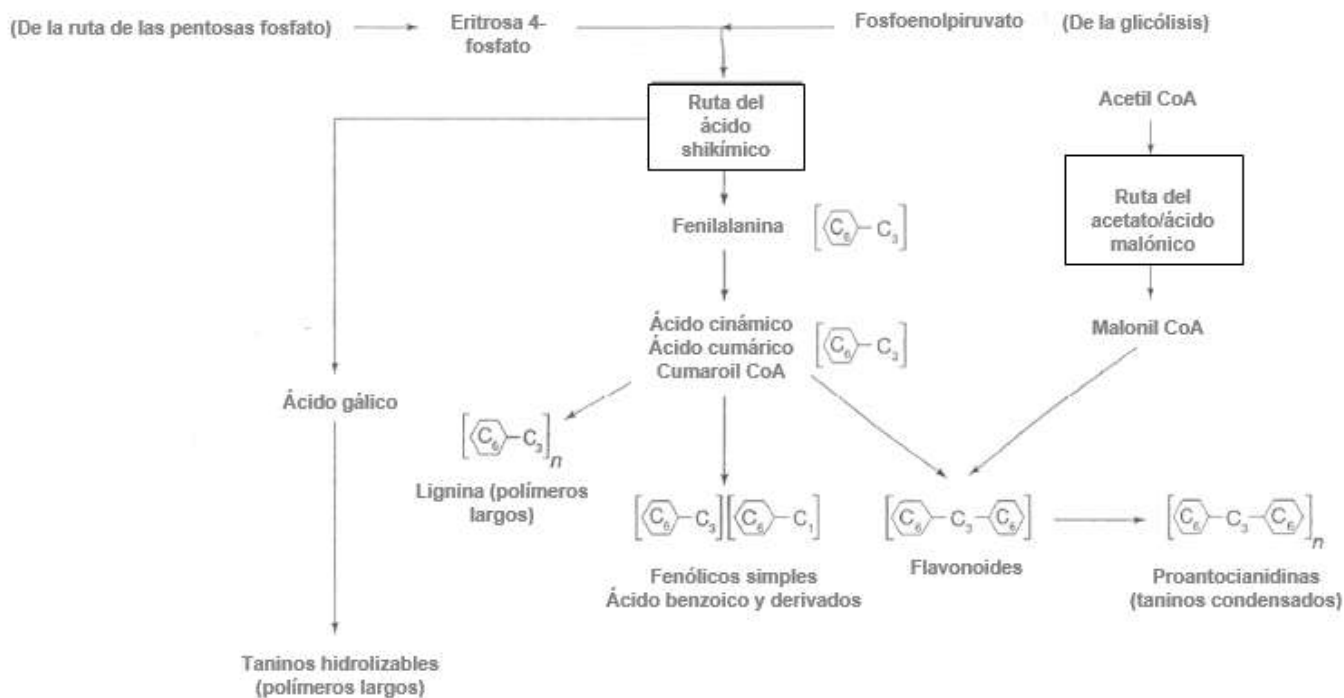 (De la ruta de las pentosas fosfato)
Eritrosa 4-
fosfato
Fosfoenolpiruvato
(De la glicólisis)
Ruta del
ácido
shikímico
Acetil CoA
Ruta del
acetato/ácido
malónico
Fenilalanina
C6 C3
Ácido cinámico
Ácido cumárico
Cumaroil CoA
C6 C3
Malonil CoA
Ácido gálico
C6 C3 n
Lignina (polímeros
largos)
C6 C3 C6 C1
Fenólicos simples
Ácido benzoico y derivados
C6 C3 C6
Flavonoides
C6 C3 C6 n
Proantocianidinas
(taninos condensados)
Taninos hidrolizables
(polímeros largos)